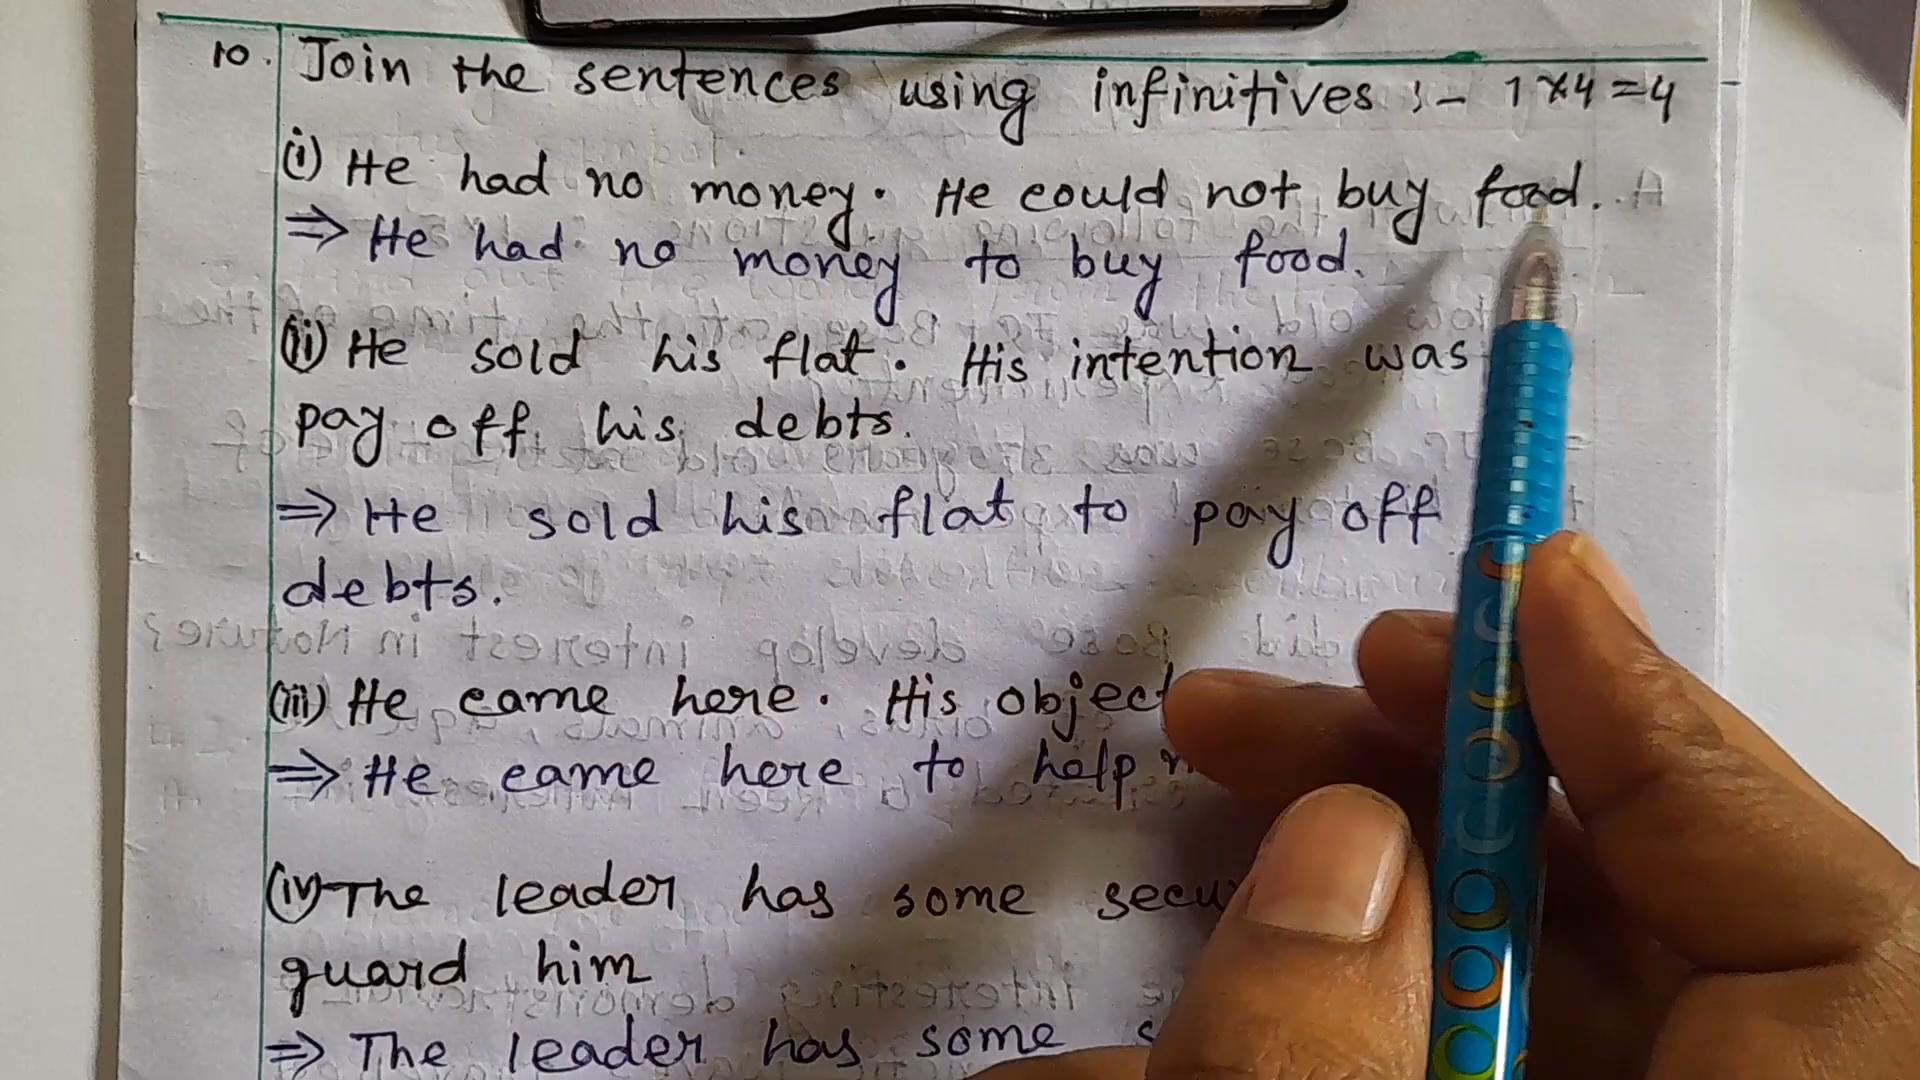 10. Join the sentences using infinitives :- 1×4=4
(i) He had no money. He could not buy food.
⇒ He had no money to buy food.
(ii) He sold his flat. His intention was
pay off his debts.
⇒ He sold his flat to pay off
debts.
(iii) He came here. His object
⇒ He came here to help
(iv) The leader has some
guard him
⇒ The leader has some